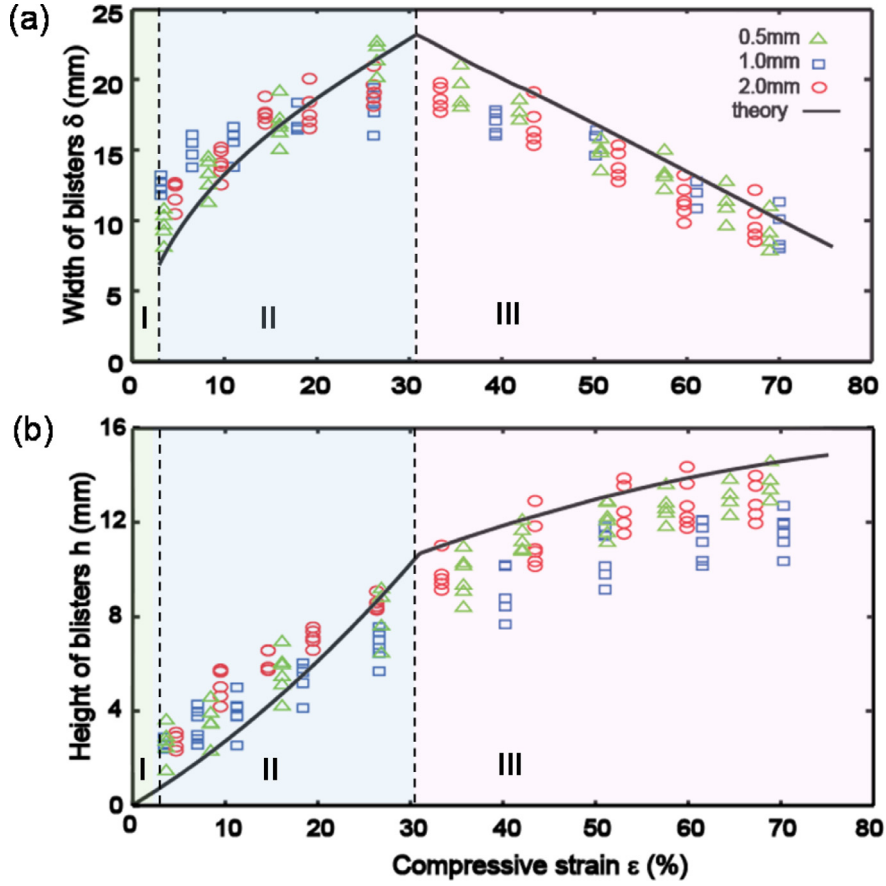 (a)
Width of blisters δ (mm)
25
20
15
10
5
0
0.5mm
1.0mm
2.0mm
theory
I
II
III
0 10 20 30 40 50 60 70 80
(b)
Height of blisters h (mm)
16
12
8
4
0
I
II
III
0 10 20 30 40 50 60 70 80
Compressive strain ε (%)